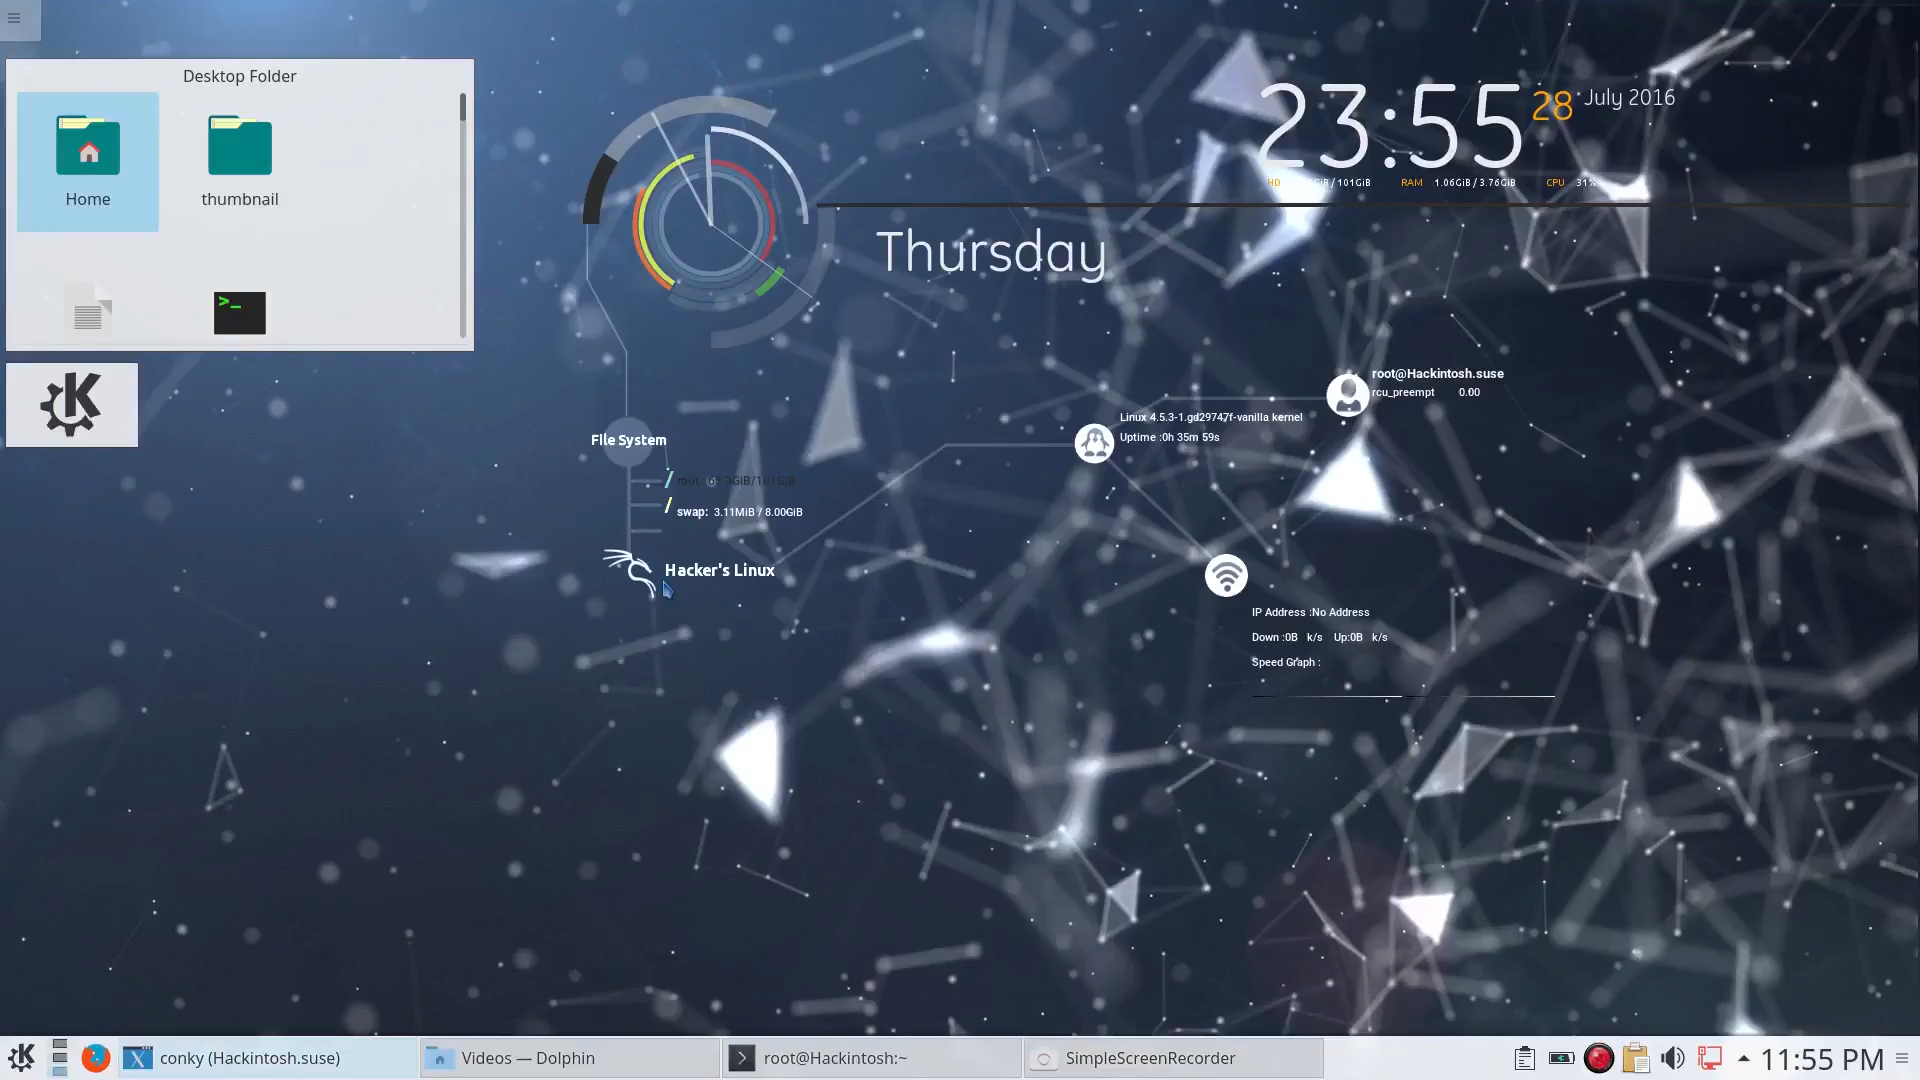 Desktop Folder
Home
thumbnail
>_
23:55 28 July 2016
HD GiB / 101GiB RAM 1.06GiB / 3.76GiB CPU 31%
Thursday
root@Hackintosh.suse
rcu_preempt 0.00
Linux 4.5.3-1.gd29747f-vanilla kernel
Uptime :0h 35m 59s
File System
swap: 3.11MiB / 8.00GiB
Hacker's Linux
IP Address :No Address
Down :0B k/s Up:0B k/s
Speed Graph :
conky (Hackintosh.suse)
Videos — Dolphin
root@Hackintosh:~
SimpleScreenRecorder
11:55 PM